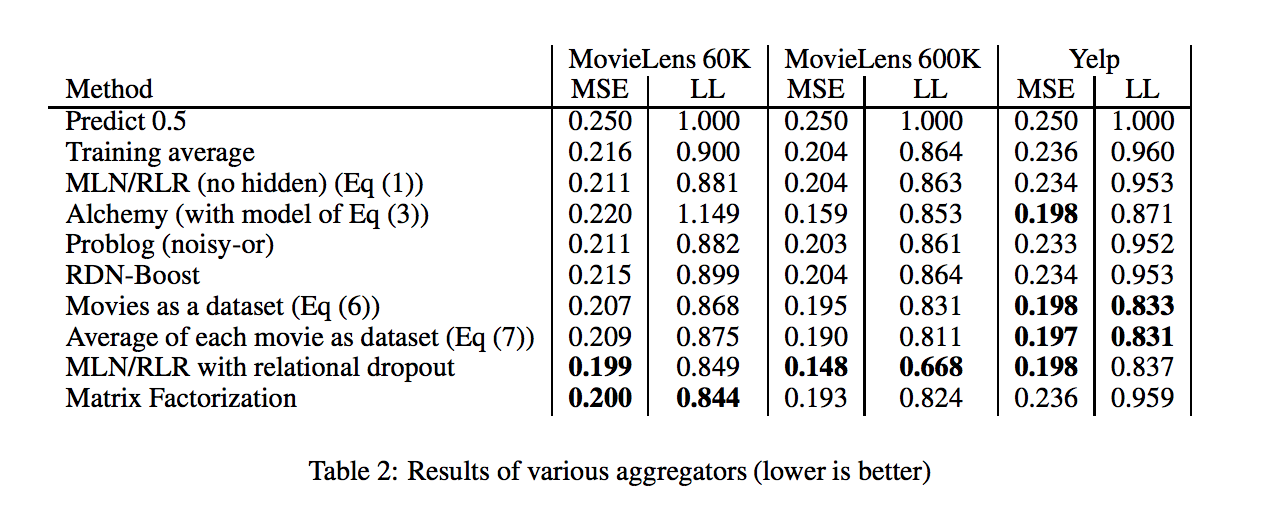 MovieLens 60K MovieLens 600K Yelp
Method MSE LL MSE LL MSE LL
Predict 0.5 0.250 1.000 0.250 1.000 0.250 1.000
Training average 0.216 0.900 0.204 0.864 0.236 0.960
MLN/RLR (no hidden) (Eq (1)) 0.211 0.881 0.204 0.863 0.234 0.953
Alchemy (with model of Eq (3)) 0.220 1.149 0.159 0.853 0.198 0.871
Problog (noisy-or) 0.211 0.882 0.203 0.861 0.233 0.952
RDN-Boost 0.215 0.899 0.204 0.864 0.234 0.953
Movies as a dataset (Eq (6)) 0.207 0.868 0.195 0.831 0.198 0.833
Average of each movie as dataset (Eq (7)) 0.209 0.875 0.190 0.811 0.197 0.831
MLN/RLR with relational dropout 0.199 0.849 0.148 0.668 0.198 0.837
Matrix Factorization 0.200 0.844 0.193 0.824 0.236 0.959
Table 2: Results of various aggregators (lower is better)